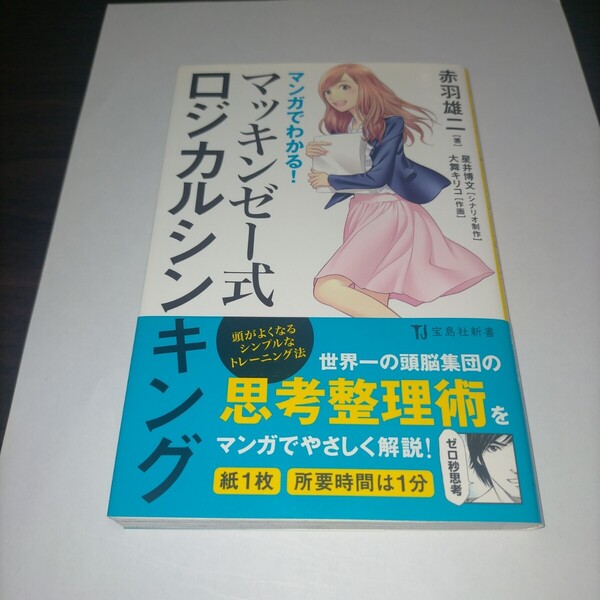 マンガでわかる!
マッキンゼー式
ロジカルシンキング
赤羽雄二[著]
星井博文[シナリオ制作]
大舞キリコ[作画]
TJ 宝島社新書
頭がよくなる
シンプルな
トレーニング法
世界一の頭脳集団の
思考整理術を
マンガでやさしく解説!
紙1枚 所要時間は1分
ゼロ秒思考